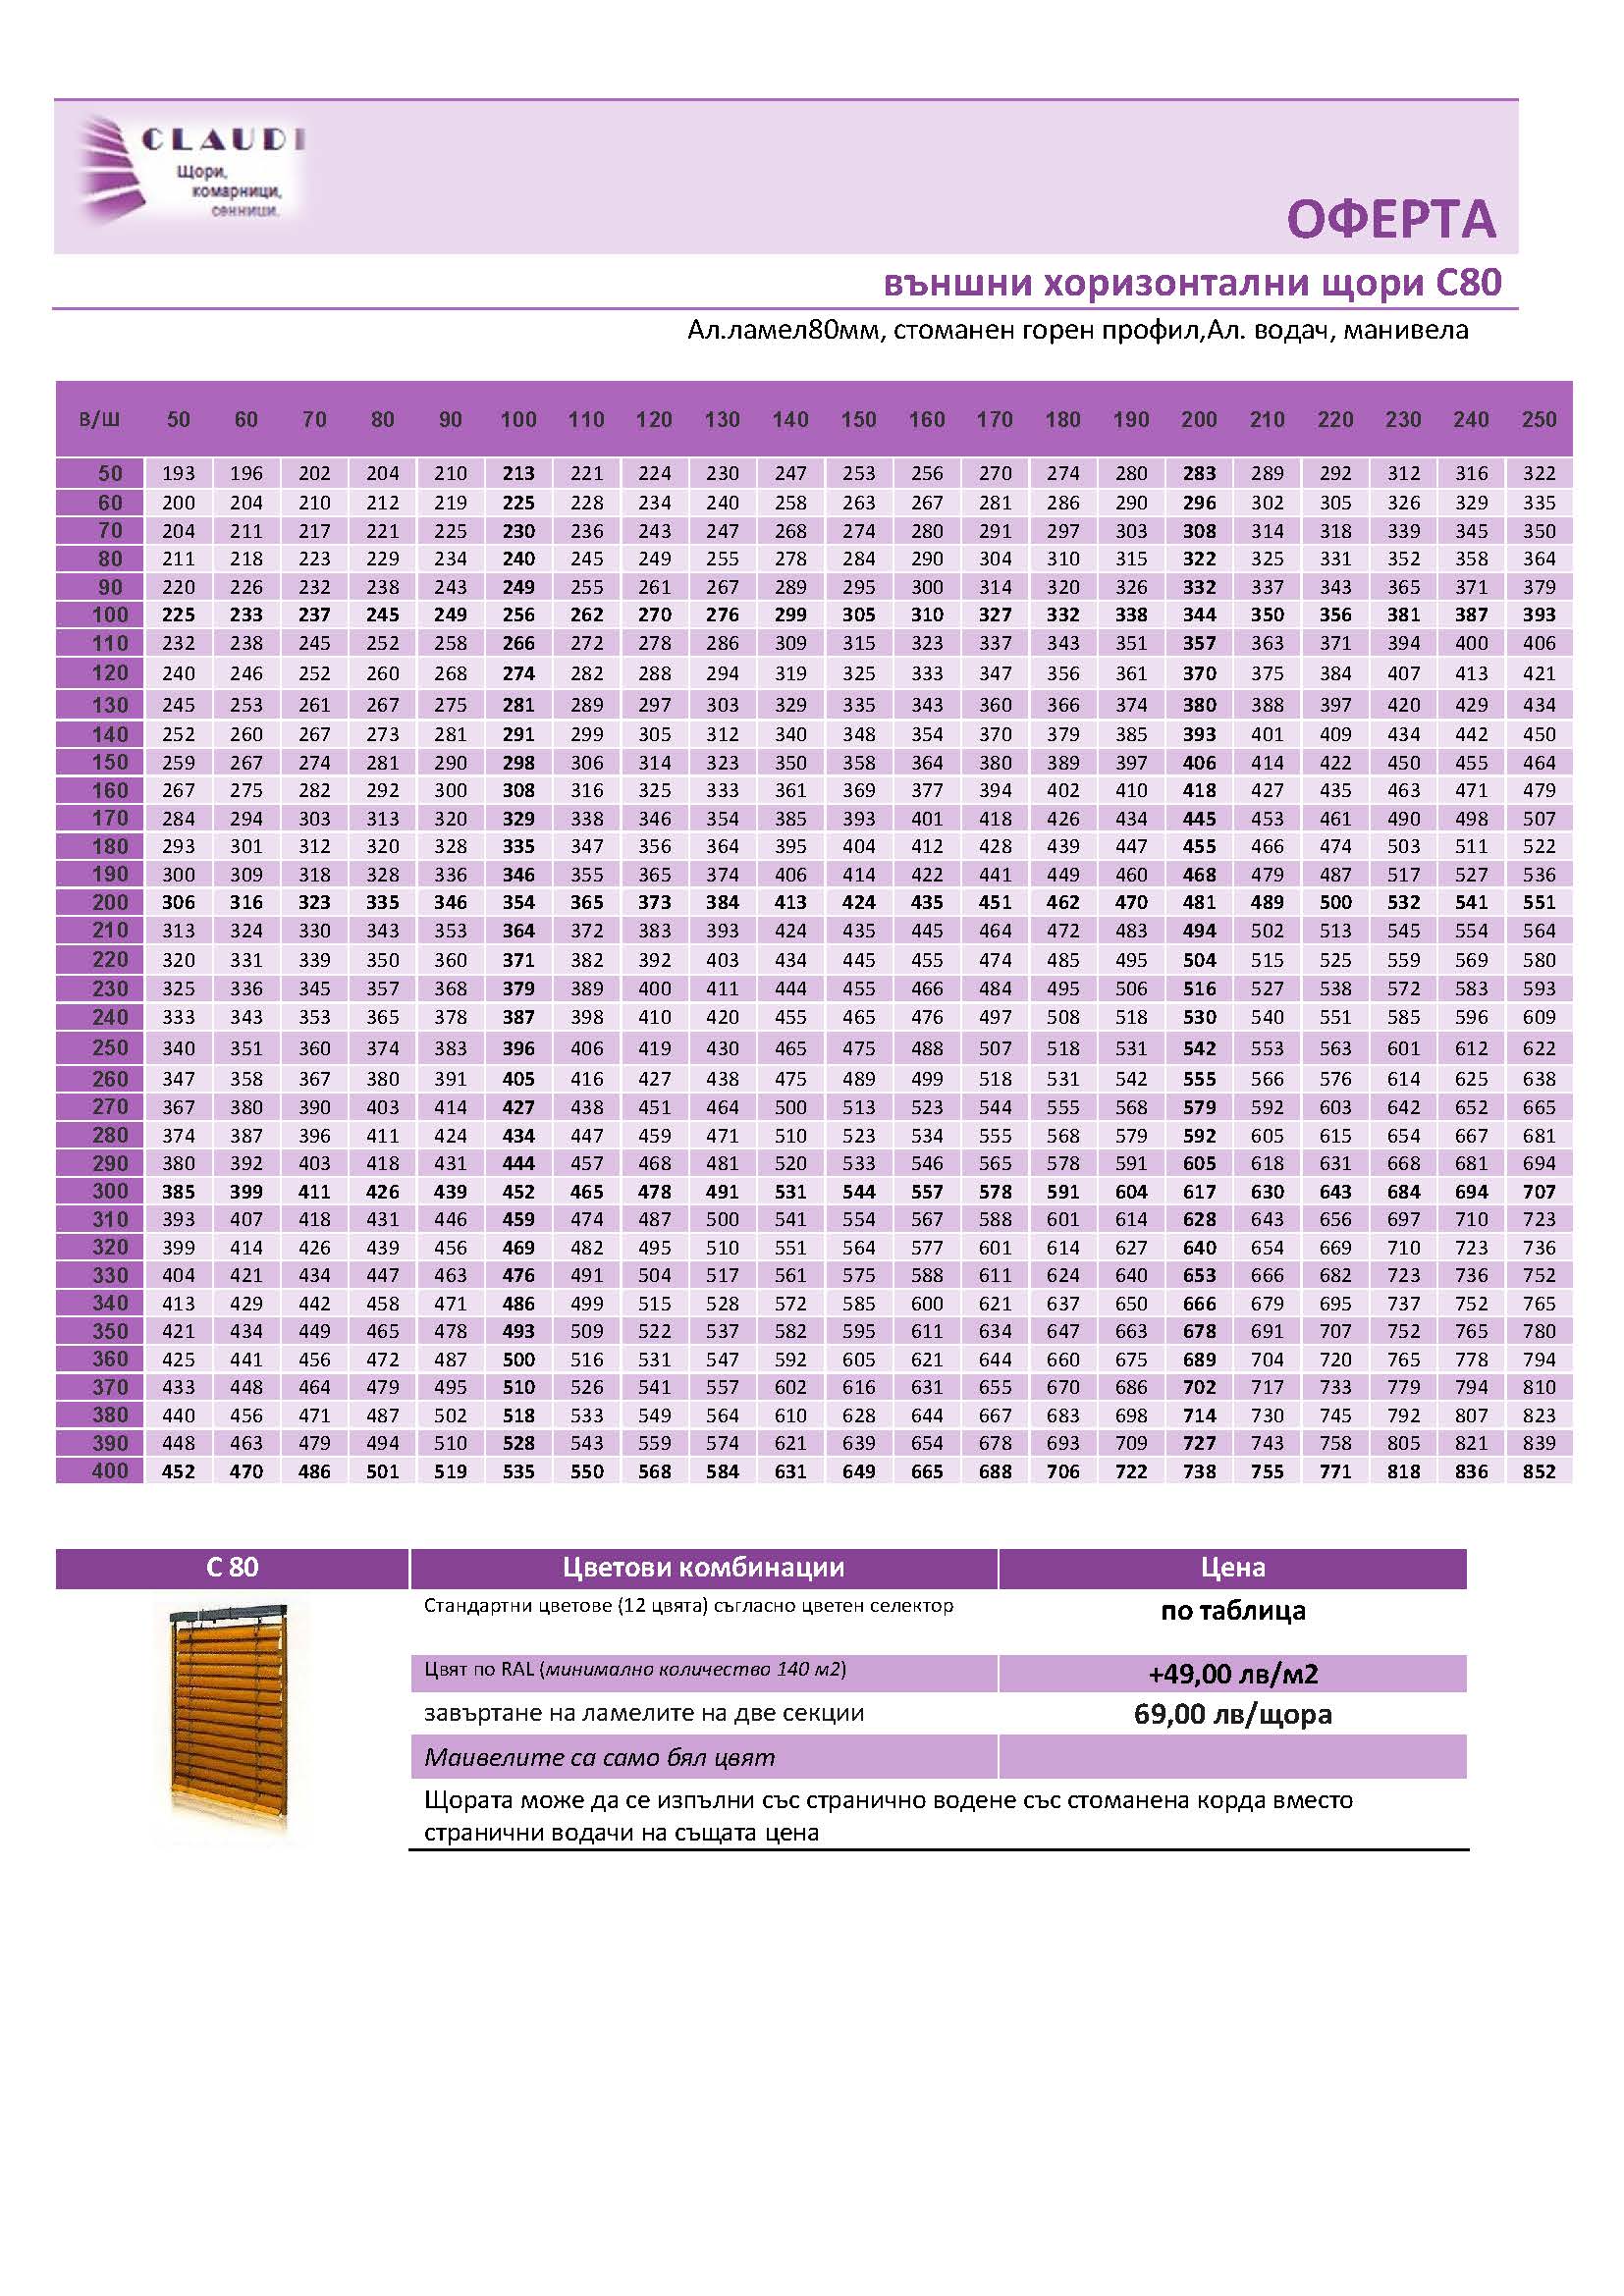 CLAUDI
Щори,
комарници,
сенници.
ОФЕРТА
външни хоризонтални щори С80
Ал.ламел80мм, стоманен горен профил,Ал. водач, манивела
В/Ш 50 60 70 80 90 100 110 120 130 140 150 160 170 180 190 200 210 220 230 240 250
50 193 196 202 204 210 213 221 224 230 247 253 256 270 274 280 283 289 292 312 316 322
60 200 204 210 212 219 225 228 234 240 258 263 267 281 286 290 296 302 305 326 329 335
70 204 211 217 221 225 230 236 243 247 268 274 280 291 297 303 308 314 318 339 345 350
80 211 218 223 229 234 240 245 249 255 278 284 290 304 310 315 322 325 331 352 358 364
90 220 226 232 238 243 249 255 261 267 289 295 300 314 320 326 332 337 343 365 371 379
100 225 233 237 245 249 256 262 270 276 299 305 310 327 332 338 344 350 356 381 387 393
110 232 238 245 252 258 266 272 278 286 309 315 323 337 343 351 357 363 371 394 400 406
120 240 246 252 260 268 274 282 288 294 319 325 333 347 356 361 370 375 384 407 413 421
130 245 253 261 267 275 281 289 297 303 329 335 343 360 366 374 380 388 397 420 429 434
140 252 260 267 273 281 291 299 305 312 340 348 354 370 379 385 393 401 409 434 442 450
150 259 267 274 281 290 298 306 314 323 350 358 364 380 389 397 406 414 422 450 455 464
160 267 275 282 292 300 308 316 325 333 361 369 377 394 402 410 418 427 435 463 471 479
170 284 294 303 313 320 329 338 346 354 385 393 401 418 426 434 445 453 461 490 498 507
180 293 301 312 320 328 335 347 356 364 395 404 412 428 439 447 455 466 474 503 511 522
190 300 309 318 328 336 346 355 365 374 406 414 422 441 449 460 468 479 487 517 527 536
200 306 316 323 335 346 354 365 373 384 413 424 435 451 462 470 481 489 500 532 541 551
210 313 324 330 343 353 364 372 383 393 424 435 445 464 472 483 494 502 513 545 554 564
220 320 331 339 350 360 371 382 392 403 434 445 455 474 485 495 504 515 525 559 569 580
230 325 336 345 357 368 379 389 400 411 444 455 466 484 495 506 516 527 538 572 583 593
240 333 343 353 365 378 387 398 410 420 455 465 476 497 508 518 530 540 551 585 596 609
250 340 351 360 374 383 396 406 419 430 465 475 488 507 518 531 542 553 563 601 612 622
260 347 358 367 380 391 405 416 427 438 475 489 499 518 531 542 555 566 576 614 625 638
270 367 380 390 403 414 427 438 451 464 500 513 523 544 555 568 579 592 603 642 652 665
280 374 387 396 411 424 434 447 459 471 510 523 534 555 568 579 592 605 615 654 667 681
290 380 392 403 418 431 444 457 468 481 520 533 546 565 578 591 605 618 631 668 681 694
300 385 399 411 426 439 452 465 478 491 531 544 557 578 591 604 617 630 643 684 694 707
310 393 407 418 431 446 459 474 487 500 541 554 567 588 601 614 628 643 656 697 710 723
320 399 414 426 439 456 469 482 495 510 551 564 577 601 614 627 640 654 669 710 723 736
330 404 421 434 447 463 476 491 504 517 561 575 588 611 624 640 653 666 682 723 736 752
340 413 429 442 458 471 486 499 515 528 572 585 600 621 637 650 666 679 695 737 752 765
350 421 434 449 465 478 493 509 522 537 582 595 611 634 647 663 678 691 707 752 765 780
360 425 441 456 472 487 500 516 531 547 592 605 621 644 660 675 689 704 720 765 778 794
370 433 448 464 479 495 510 526 541 557 602 616 631 655 670 686 702 717 733 779 794 810
380 440 456 471 487 502 518 533 549 564 610 628 644 667 683 698 714 730 745 792 807 823
390 448 463 479 494 510 528 543 559 574 621 639 654 678 693 709 727 743 758 805 821 839
400 452 470 486 501 519 535 550 568 584 631 649 665 688 706 722 738 755 771 818 836 852
С 80 Цветови комбинации Цена
Стандартни цветове (12 цвята) съгласно цветен селектор по таблица
Цвят по RAL (минимално количество 140 м2) +49,00 лв/м2
завъртане на ламелите на две секции 69,00 лв/щора
Маивелите са само бял цвят
Щората може да се изпълни със странично водене със стоманена корда вместо
странични водачи на същата цена